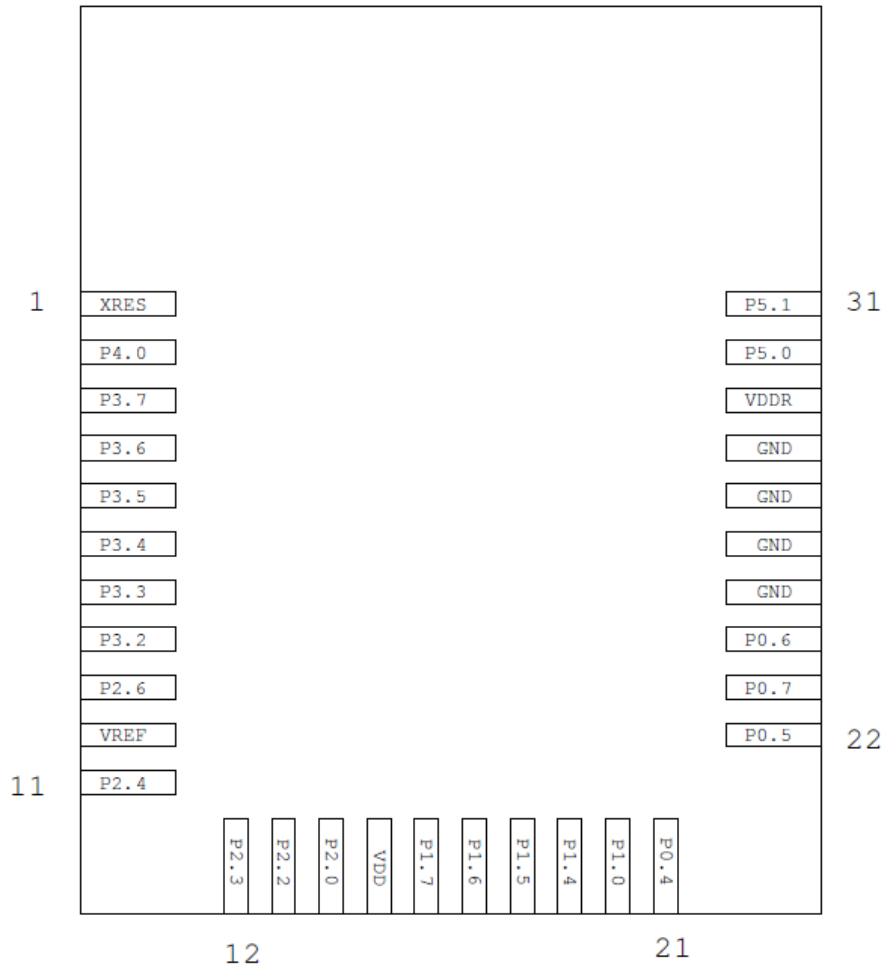 1 XRES P5.1 31
P4.0 P5.0
P3.7 VDDR
P3.6 GND
P3.5 GND
P3.4 GND
P3.3 GND
P3.2 P0.6
P2.6 P0.7
VREF P0.5 22
11 P2.4
P2.3 P2.2 P2.0 VDD P1.7 P1.6 P1.5 P1.4 P1.0 P0.4
12 21